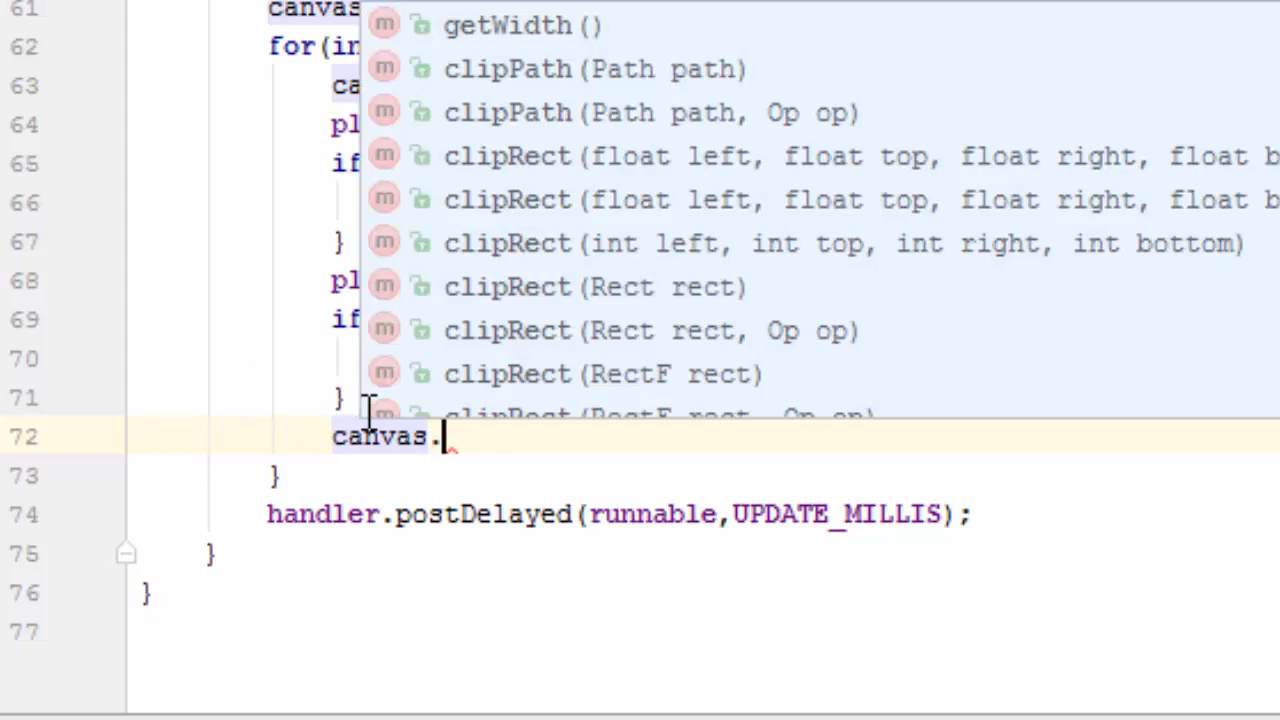 61 canvas
62 for(in
63 ca
64 pl
65 if
66
67 }
68 pl
69 if
70
71 }
72 canvas.
73 }
74 handler.postDelayed(runnable,UPDATE_MILLIS);
75 }
76 }
77
m getWidth()
m clipPath(Path path)
m clipPath(Path path, Op op)
m clipRect(float left, float top, float right, float b
m clipRect(float left, float top, float right, float b
m clipRect(int left, int top, int right, int bottom)
m clipRect(Rect rect)
m clipRect(Rect rect, Op op)
m clipRect(RectF rect)
m clipRect(RectF rect, Op op)